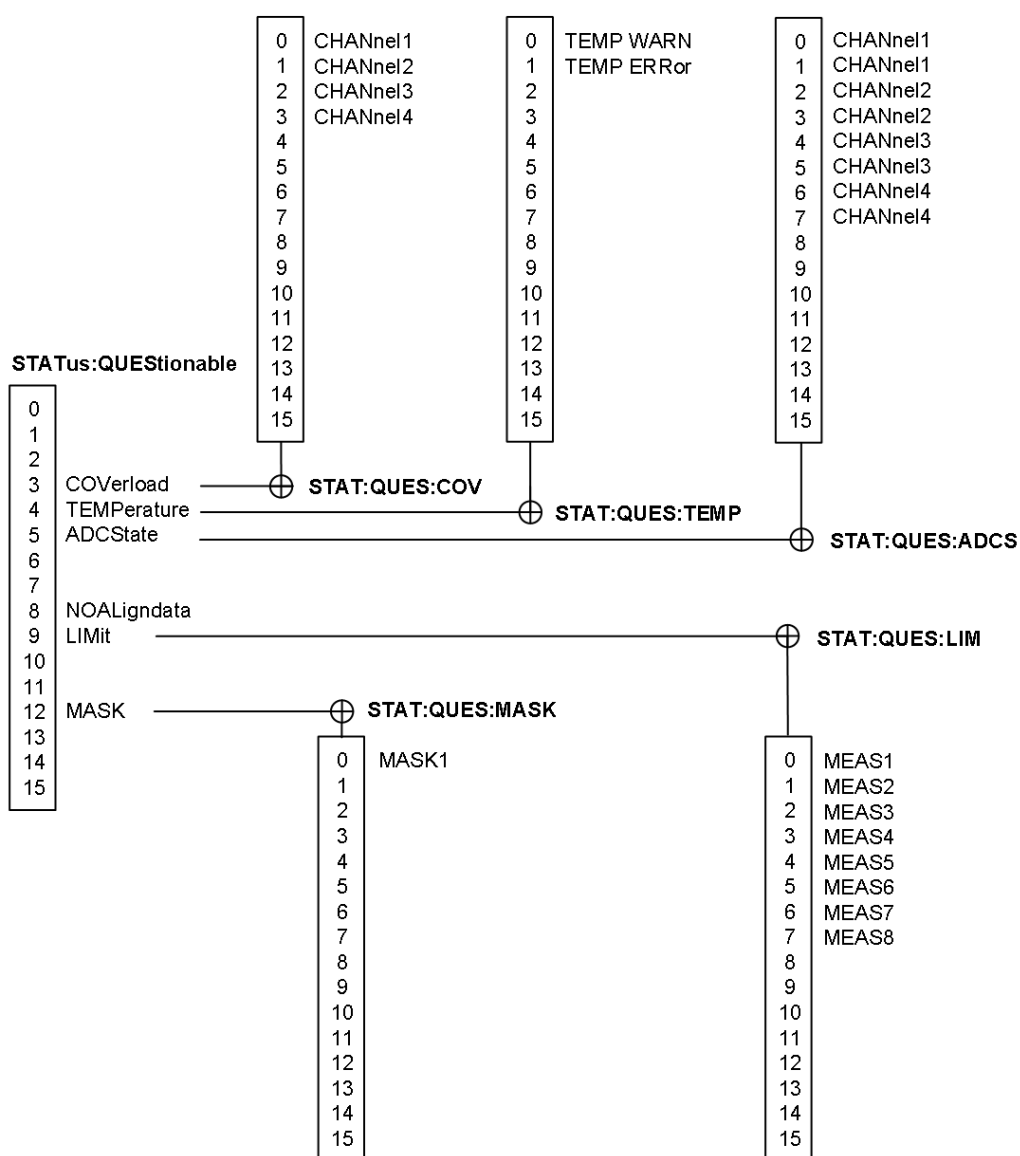 0 CHANnel1
1 CHANnel2
2 CHANnel3
3 CHANnel4
4
5
6
7
8
9
10
11
12
13
14
15
0 TEMP WARN
1 TEMP ERRor
2
3
4
5
6
7
8
9
10
11
12
13
14
15
0 CHANnel1
1 CHANnel1
2 CHANnel2
3 CHANnel2
4 CHANnel3
5 CHANnel3
6 CHANnel4
7 CHANnel4
8
9
10
11
12
13
14
15
STATus:QUEStionable
0
1
2
3 COVerload
4 TEMPerature
5 ADCState
6
7
8 NOALigndata
9 LIMit
10
11
12 MASK
13
14
15
STAT:QUES:COV
STAT:QUES:TEMP
STAT:QUES:ADCS
STAT:QUES:LIM
STAT:QUES:MASK
0 MASK1
1
2
3
4
5
6
7
8
9
10
11
12
13
14
15
0 MEAS1
1 MEAS2
2 MEAS3
3 MEAS4
4 MEAS5
5 MEAS6
6 MEAS7
7 MEAS8
8
9
10
11
12
13
14
15